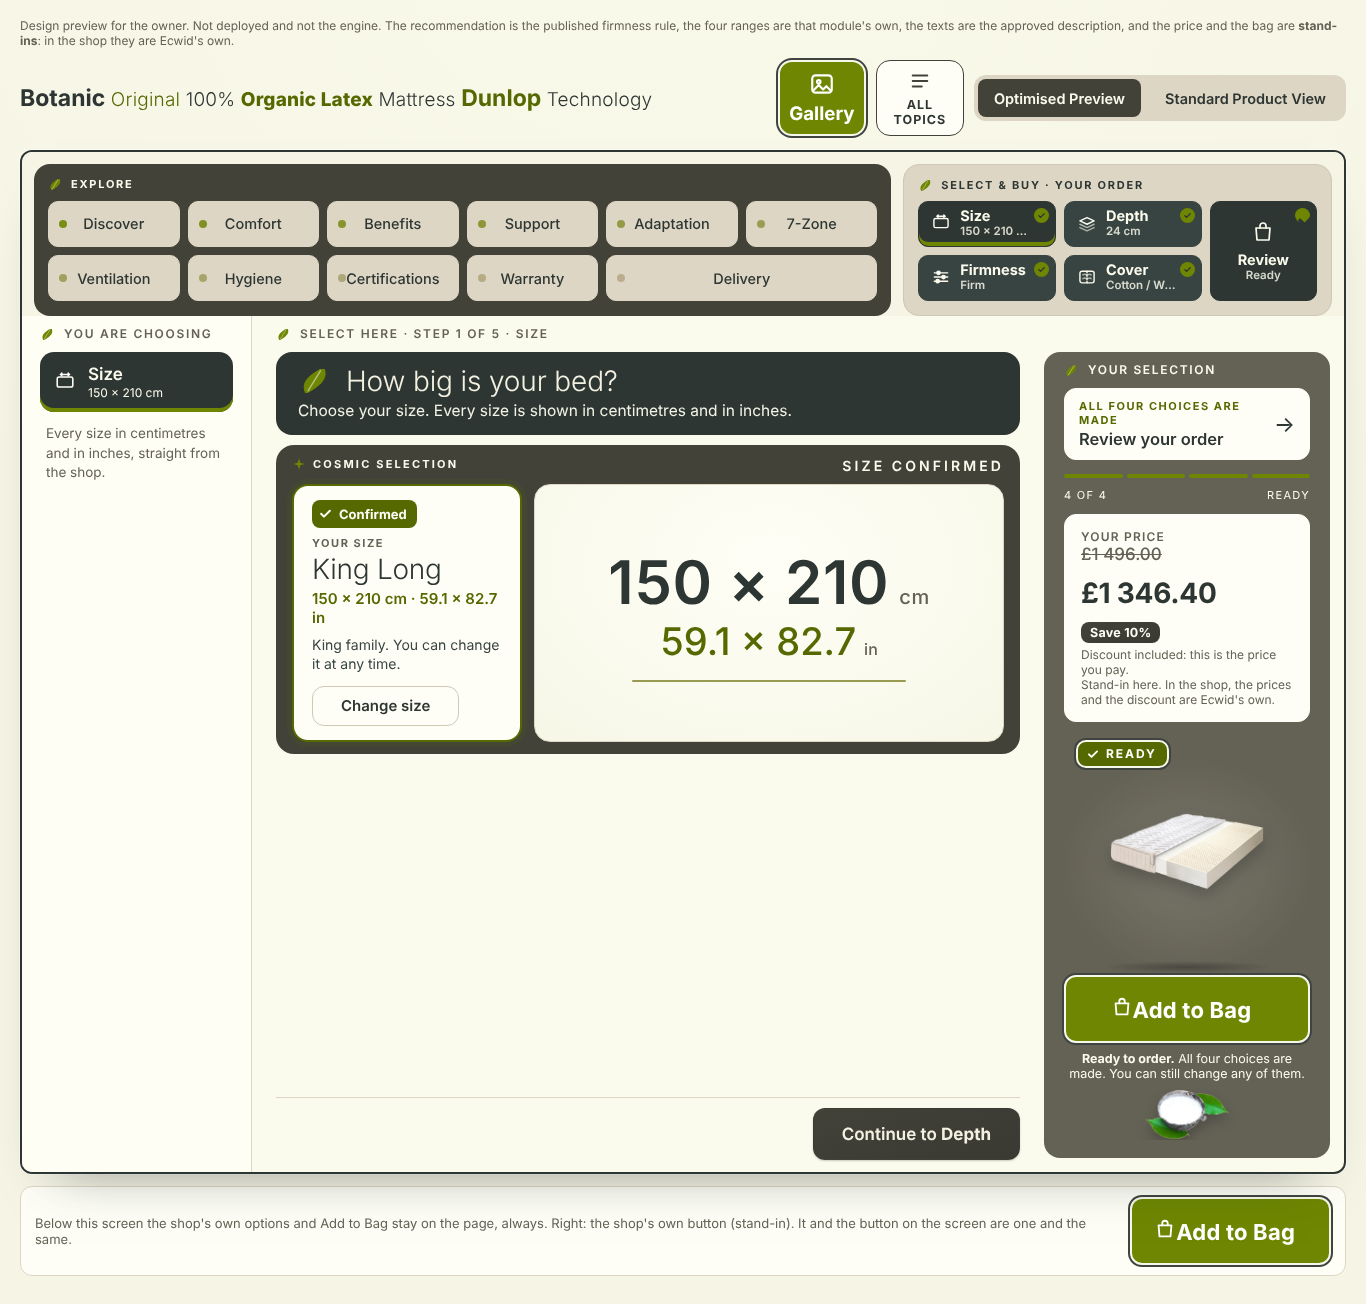 Design preview for the owner. Not deployed and not the engine. The recommendation is the published firmness rule, the four ranges are that module's own, the texts are the approved description, and the price and the bag are stand-
ins: in the shop they are Ecwid's own.
Botanic Original 100% Organic Latex Mattress Dunlop Technology
Gallery
ALL
TOPICS
Optimised Preview
Standard Product View
EXPLORE
Discover
Comfort
Benefits
Support
Adaptation
7-Zone
Ventilation
Hygiene
Certifications
Warranty
Delivery
SELECT & BUY · YOUR ORDER
Size
150 × 210 ...
Depth
24 cm
Firmness
Firm
Cover
Cotton / W...
Review
Ready
YOU ARE CHOOSING
Size
150 × 210 cm
Every size in centimetres
and in inches, straight from
the shop.
SELECT HERE · STEP 1 OF 5 · SIZE
How big is your bed?
Choose your size. Every size is shown in centimetres and in inches.
COSMIC SELECTION
SIZE CONFIRMED
Confirmed
YOUR SIZE
King Long
150 × 210 cm · 59.1 × 82.7
in
King family. You can change
it at any time.
Change size
150 × 210 cm
59.1 × 82.7 in
Continue to Depth
YOUR SELECTION
ALL FOUR CHOICES ARE
MADE
Review your order
4 OF 4
READY
YOUR PRICE
£1 496.00
£1 346.40
Save 10%
Discount included: this is the price
you pay.
Stand-in here. In the shop, the prices
and the discount are Ecwid's own.
READY
Add to Bag
Ready to order. All four choices are
made. You can still change any of them.
Below this screen the shop's own options and Add to Bag stay on the page, always. Right: the shop's own button (stand-in). It and the button on the screen are one and the
same.
Add to Bag